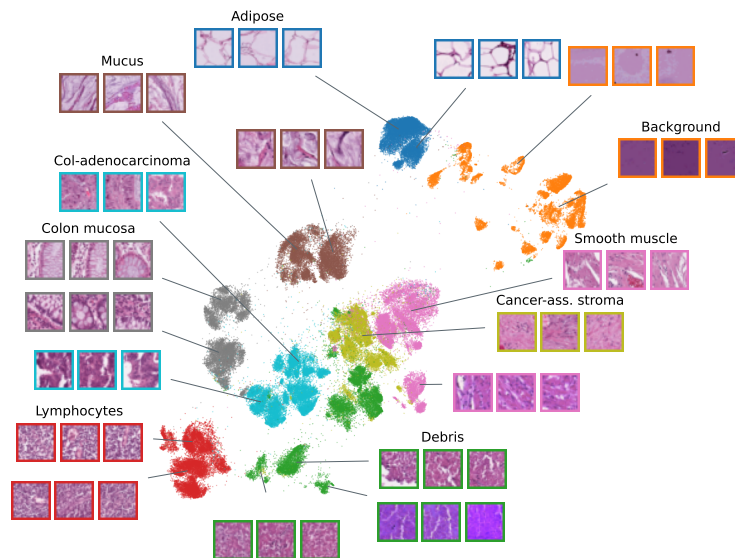 Adipose
Mucus
Background
Col-adenocarcinoma
Colon mucosa
Smooth muscle
Cancer-ass. stroma
Lymphocytes
Debris